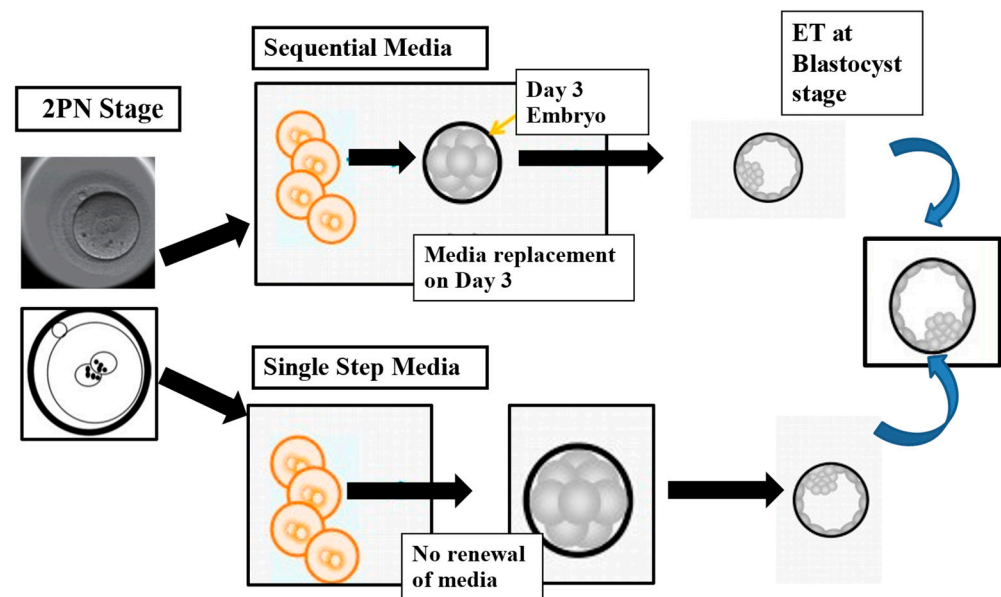 2PN Stage
Sequential Media
Day 3
Embryo
Media replacement
on Day 3
ET at
Blastocyst
stage
Single Step Media
No renewal
of media